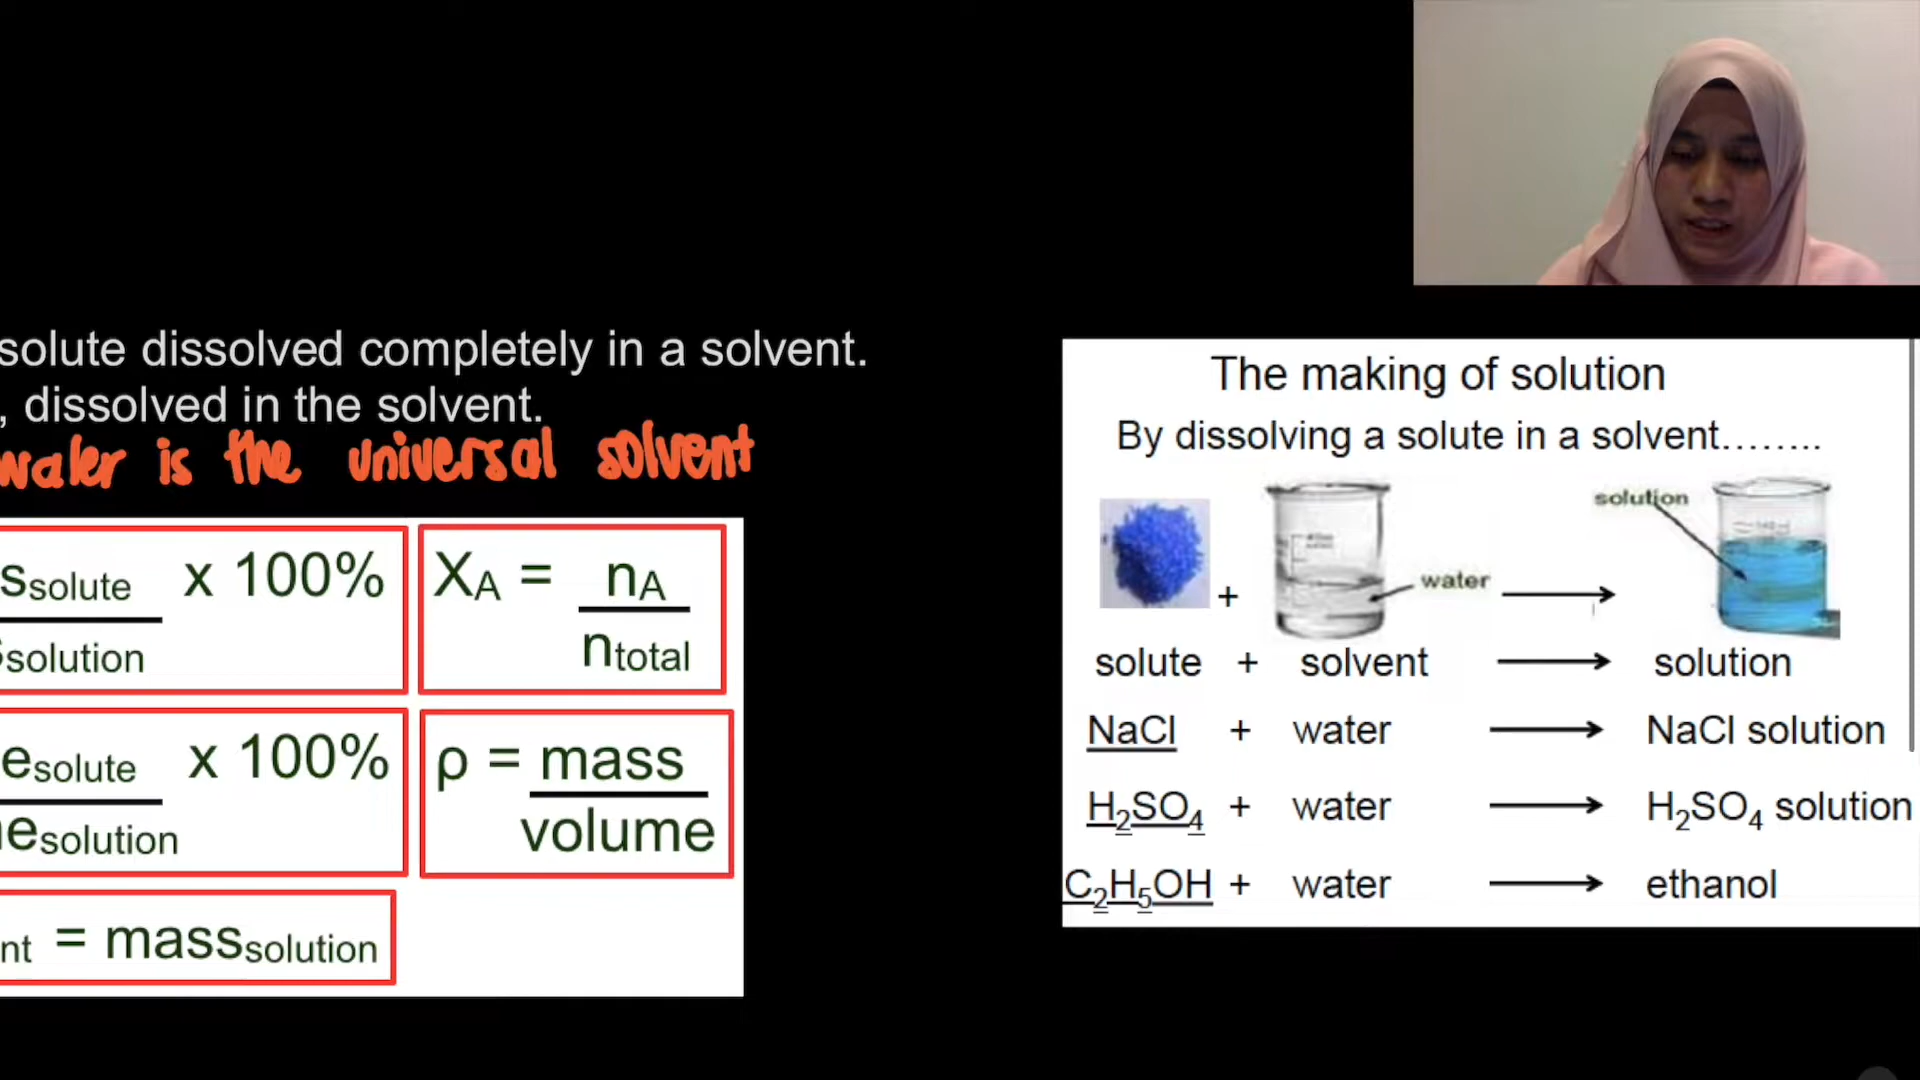 solute dissolved completely in a solvent.
, dissolved in the solvent.
water is the universal solvent
s solute x 100%
solution
XA = nA
ntotal
esolute x 100%
esolution
ρ = mass
volume
nt = masssolution
The making of solution
By dissolving a solute in a solvent........
solution
+ water
solute + solvent → solution
NaCl + water → NaCl solution
H₂SO₄ + water → H₂SO₄ solution
C₂H₅OH + water → ethanol